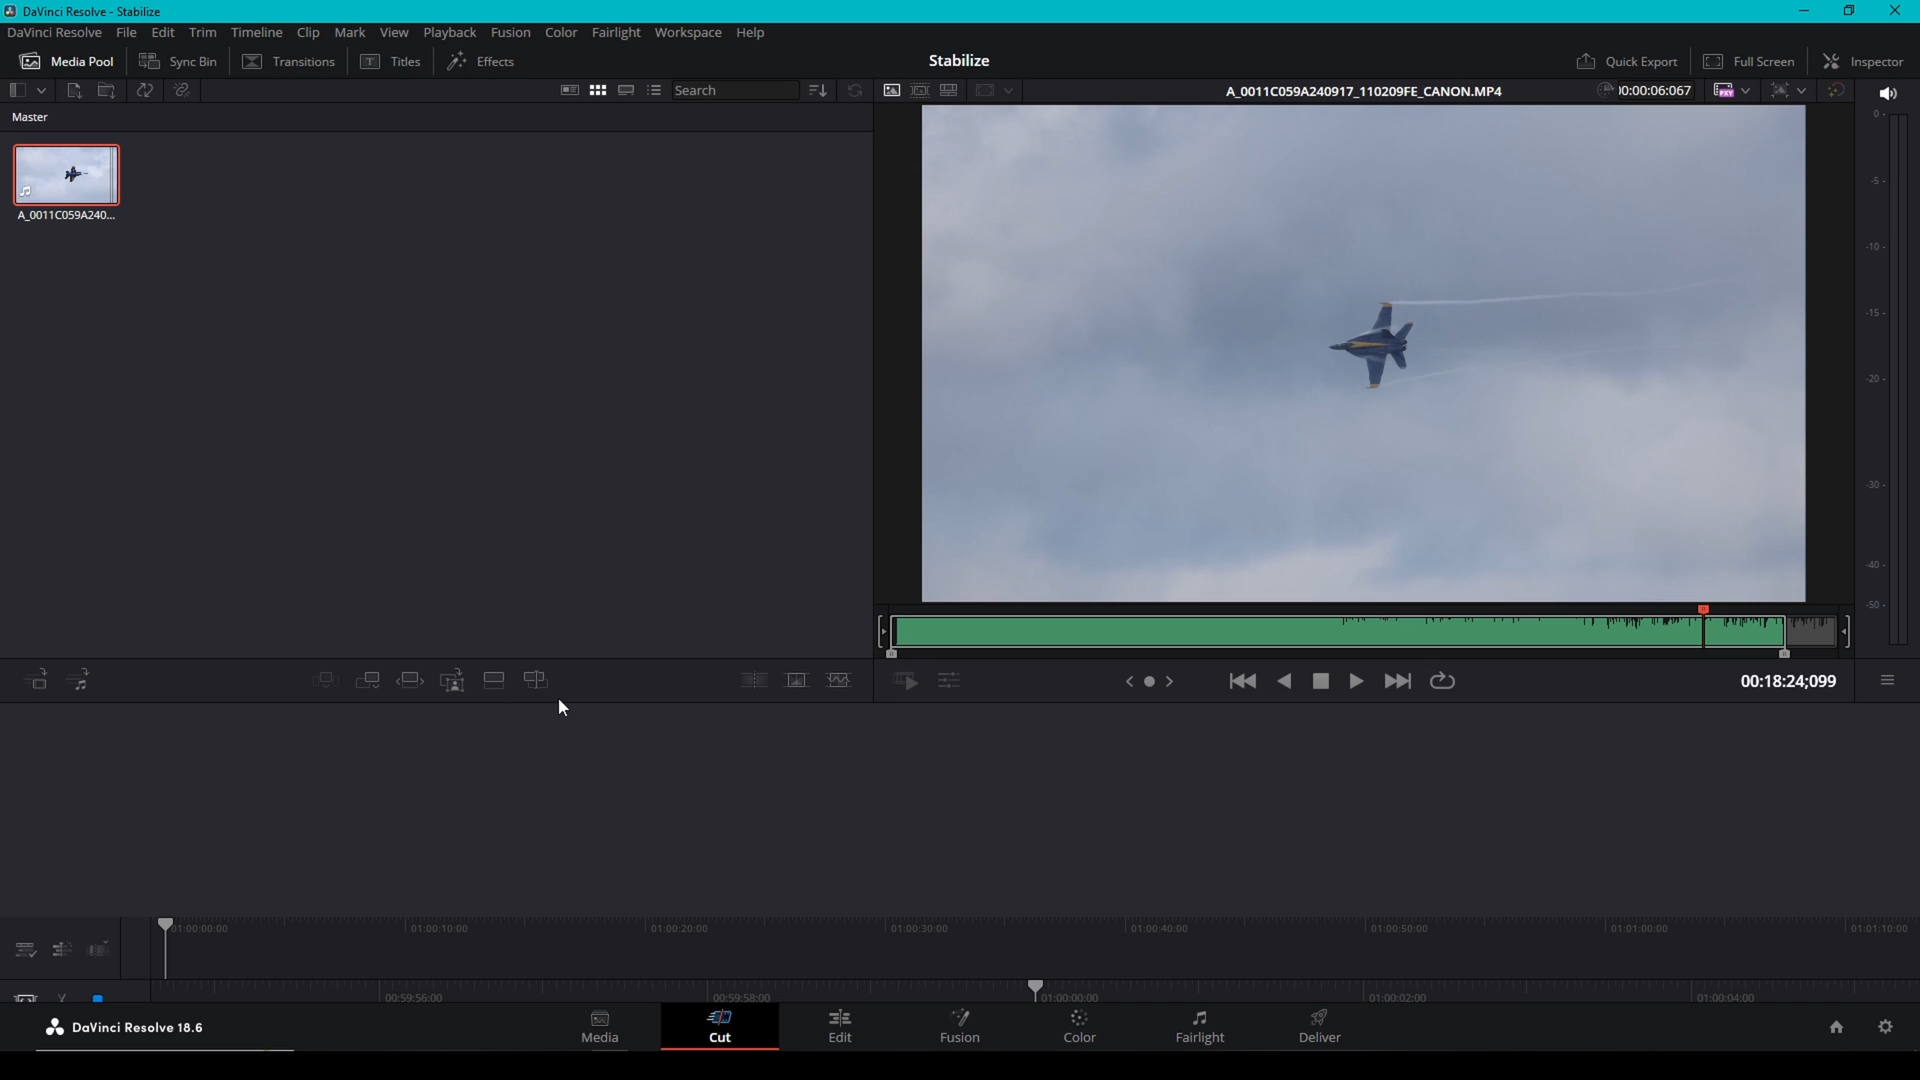 DaVinci Resolve - Stabilize
DaVinci Resolve File Edit Trim Timeline Clip Mark View Playback Fusion Color Fairlight Workspace Help
Media Pool Sync Bin Transitions Titles Effects Stabilize Quick Export Full Screen Inspector
Search A_0011C059A240917_110209FE_CANON.MP4 0:00:06:067 PXY
Master
A_0011C059A240...
0
-5
-10
-15
-20
-30
-40
-50
00:18:24;099
01:00:00:00 01:00:10:00 01:00:20:00 01:00:30:00 01:00:40:00 01:00:50:00 01:01:00:00 01:01:10:00
00:59:56:00 00:59:58:00 01:00:00:00 01:00:02:00 01:00:04:00
DaVinci Resolve 18.6 Media Cut Edit Fusion Color Fairlight Deliver